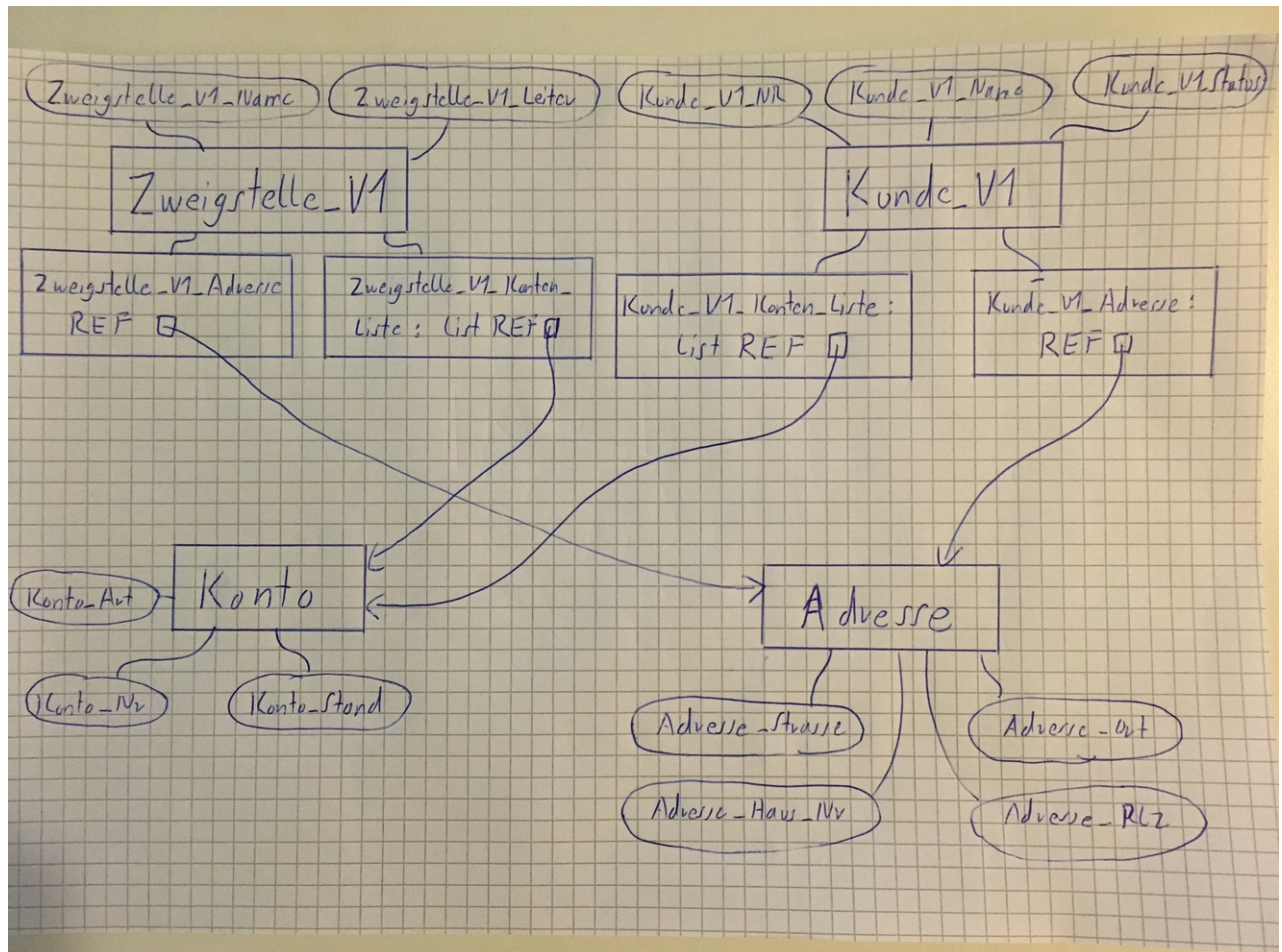 Zweigstelle_V1_Name
Zweigstelle_V1_Leiter
Kunde_V1_NR
Kunde_V1_Name
Kunde_V1_Status
Zweigstelle_V1
Kunde_V1
Zweigstelle_V1_Adresse
REF
Zweigstelle_V1_Konten_
Liste: List REF
Kunde_V1_Konten_Liste:
List REF
Kunde_V1_Adresse:
REF
Konto_Art
Konto
Adresse
Konto_Nr
Konto_Stand
Adresse_Strasse
Adresse_Ort
Adresse_Haus_Nr
Adresse_PLZ